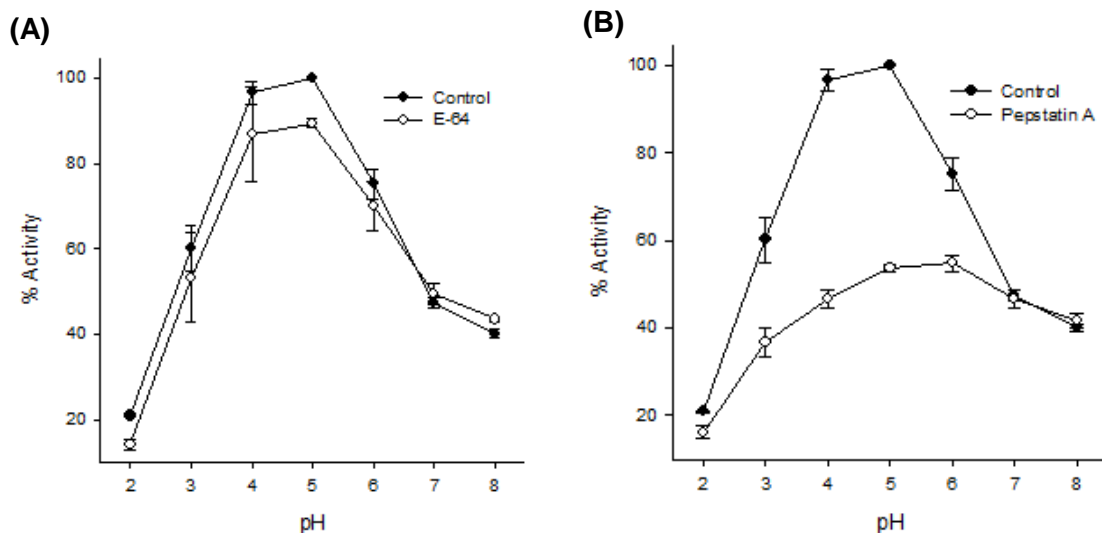 (A)
100
80
60
40
20
% Activity
2 3 4 5 6 7 8
pH
Control
E-64
(B)
100
80
60
40
20
% Activity
2 3 4 5 6 7 8
pH
Control
Pepstatin A